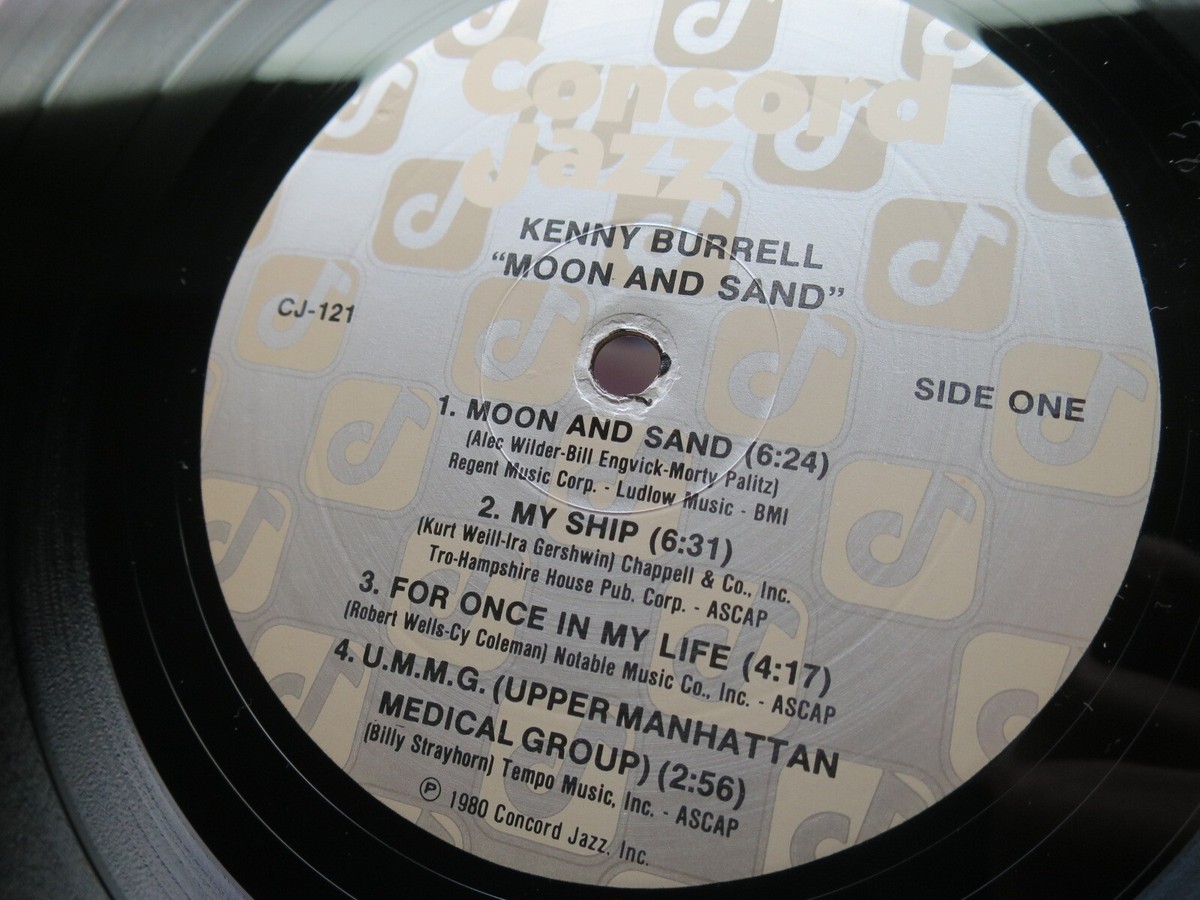 Concord
Jazz
KENNY BURRELL
“MOON AND SAND”
CJ-121
SIDE ONE
1. MOON AND SAND (6:24)
(Alec Wilder-Bill Engvick-Morty Palitz)
Regent Music Corp. - Ludlow Music - BMI
2. MY SHIP (6:31)
(Kurt Weill-Ira Gershwin) Chappell & Co., Inc.
Tro-Hampshire House Pub. Corp. - ASCAP
3. FOR ONCE IN MY LIFE (4:17)
(Robert Wells-Cy Coleman) Notable Music Co., Inc. - ASCAP
4. U.M.M.G. (UPPER MANHATTAN
MEDICAL GROUP) (2:56)
(Billy Strayhorn) Tempo Music, Inc. - ASCAP
℗ 1980 Concord Jazz, Inc.